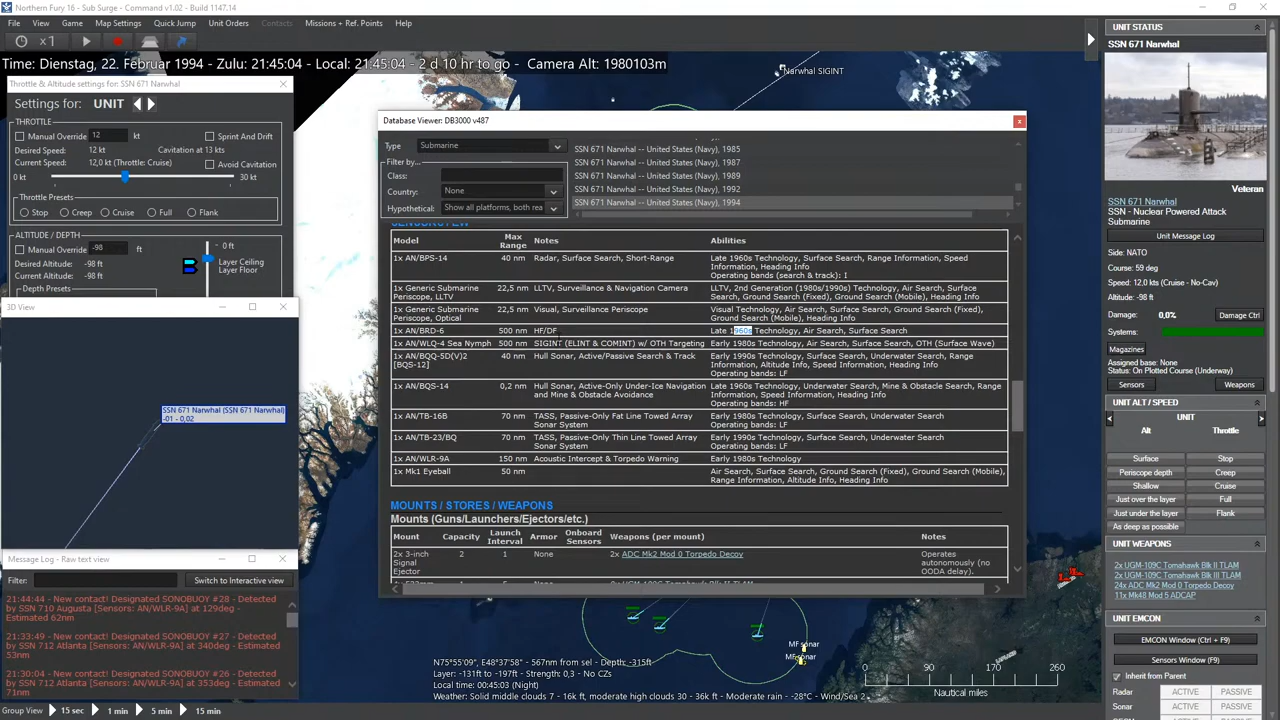 Northern Fury 16 - Sub Surge - Command v1.02 - Build 1147.14
File View Game Map Settings Quick Jump Unit Orders Contacts Missions + Ref. Points Help
x1
Time: Dienstag, 22. Februar 1994 - Zulu: 21:45:04 - Local: 21:45:04 - 2 d 10 hr to go - Camera Alt: 1980103m
Narwhal SIGINT
Throttle & Altitude settings for: SSN 671 Narwhal
Settings for: UNIT
THROTTLE
Manual Override 12 kt Sprint And Drift
Desired Speed: 12 kt Cavitation at 13 kts
Current Speed: 12,0 kt (Throttle: Cruise) Avoid Cavitation
0 kt 30 kt
Throttle Presets
Stop Creep Cruise Full Flank
ALTITUDE / DEPTH
Manual Override -98 ft
Desired Altitude: -98 ft
Current Altitude: -98 ft
Depth Presets
- 0 ft
Layer Ceiling
Layer Floor
3D View
SSN 671 Narwhal (SSN 671 Narwhal)
-01 - 0,02
Message Log - Raw text view
Filter: Switch to Interactive view
21:44:44 - New contact! Designated SONOBUOY #28 - Detected
by SSN 710 Augusta [Sensors: AN/WLR-9A] at 129deg -
Estimated 62nm
21:33:49 - New contact! Designated SONOBUOY #27 - Detected
by SSN 712 Atlanta [Sensors: AN/WLR-9A] at 340deg -
Estimated 53nm
21:30:04 - New contact! Designated SONOBUOY #26 - Detected
by SSN 712 Atlanta [Sensors: AN/WLR-9A] at 353deg -
Estimated 71nm
Group View 15 sec 1 min 5 min 15 min
Database Viewer: DB3000 v487
Type Submarine
Filter by...
Class:
Country: None
Hypothetical: Show all platforms, both rea
SSN 671 Narwhal -- United States (Navy), 1985
SSN 671 Narwhal -- United States (Navy), 1987
SSN 671 Narwhal -- United States (Navy), 1989
SSN 671 Narwhal -- United States (Navy), 1992
SSN 671 Narwhal -- United States (Navy), 1994
SENSORS/EW
Model Max Range Notes Abilities
1x AN/BPS-14 40 nm Radar, Surface Search, Short-Range Late 1960s Technology, Surface Search, Range Information, Speed
Information, Heading Info
Operating bands (search & track): I
1x Generic Submarine 22,5 nm LLTV, Surveillance & Navigation Camera LLTV, 2nd Generation (1980s/1990s) Technology, Surface
Periscope, LLTV Search, Ground Search (Fixed), Ground Search (Mobile), Heading Info
1x Generic Submarine 22,5 nm Visual, Surveillance Periscope Visual Technology, Surface Search, Ground Search (Fixed),
Periscope, Optical Ground Search (Mobile), Heading Info
1x AN/BRD-6 500 nm HF/DF Late 1960s Technology, Air Search, Surface Search
1x AN/WLQ-4 Sea Nymph 500 nm SIGINT (ELINT & COMINT) w/ OTH Targeting Early 1980s Technology, Air Search, Surface Search, OTH (Surface Wave)
1x AN/BQQ-5D(V)2 40 nm Hull Sonar, Active/Passive Search & Track Early 1990s Technology, Underwater Search, Surface Search, Range
[BQS-12] Information, Altitude Info, Speed Information, Heading Info
Operating bands: LF
1x AN/BQS-14 0,2 nm Hull Sonar, Active-Only Under-Ice Navigation Late 1960s Technology, Underwater Search, Mine & Obstacle Search, Range
and Mine & Obstacle Avoidance Information, Speed Information, Heading Info
Operating bands: HF
1x AN/TB-16B 70 nm TASS, Passive-Only Fat Line Towed Array Early 1980s Technology, Underwater Search, Surface Search
Sonar System Operating bands: LF
1x AN/TB-23/BQ 70 nm TASS, Passive-Only Thin Line Towed Array Early 1990s Technology, Underwater Search, Surface Search
Sonar System Operating bands: LF
1x AN/WLR-9A 150 nm Acoustic Intercept & Torpedo Warning Early 1980s Technology
1x Mk1 Eyeball 50 nm Air Search, Surface Search, Ground Search (Fixed), Ground Search (Mobile),
Range Information, Altitude Info, Heading Info
MOUNTS / STORES / WEAPONS
Mounts (Guns/Launchers/Ejectors/etc.)
Mount Capacity Launch Interval Armor Onboard Sensors Weapons (per mount) Notes
2x 3-inch Signal Ejector 2 1 None 2x ADC Mk2 Mod 0 Torpedo Decoy Operates autonomously (no OODA delay).
MF sonar
MF sonar
N75°55'09", E48°37'58" - 567nm from sel - Depth: -315ft
Layer: -131ft to -197ft - Strength: 0,3 - No CZs
Local time: 00:45:03 (Night)
Weather: Solid middle clouds 7 - 16k ft, moderate high clouds 30 - 36k ft - Moderate rain - -28°C - Wind/Sea 2
0 90 170 260
Nautical miles
UNIT STATUS
SSN 671 Narwhal
Veteran
SSN 671 Narwhal
SSN - Nuclear Powered Attack
Submarine
Unit Message Log
Side: NATO
Course: 59 deg
Speed: 12.0 kts (Cruise - No-Cav)
Altitude: -98 ft
Damage: 0,0% Damage Ctrl
Systems:
Magazines
Assigned base: None
Status: On Plotted Course (Underway)
Sensors Weapons
UNIT ALT / SPEED
UNIT
Alt Throttle
Surface Stop
Periscope depth Creep
Shallow Cruise
Just over the layer Full
Just under the layer Flank
As deep as possible
UNIT WEAPONS
2x UGM-109C Tomahawk Blk II TLAM
2x UGM-109C Tomahawk Blk III TLAM
24x ADC Mk2 Mod 0 Torpedo Decoy
11x Mk48 Mod 5 ADCAP
UNIT EMCON
EMCON Window (Ctrl + F9)
Sensors Window (F9)
Inherit from Parent
Radar ACTIVE PASSIVE
Sonar ACTIVE PASSIVE